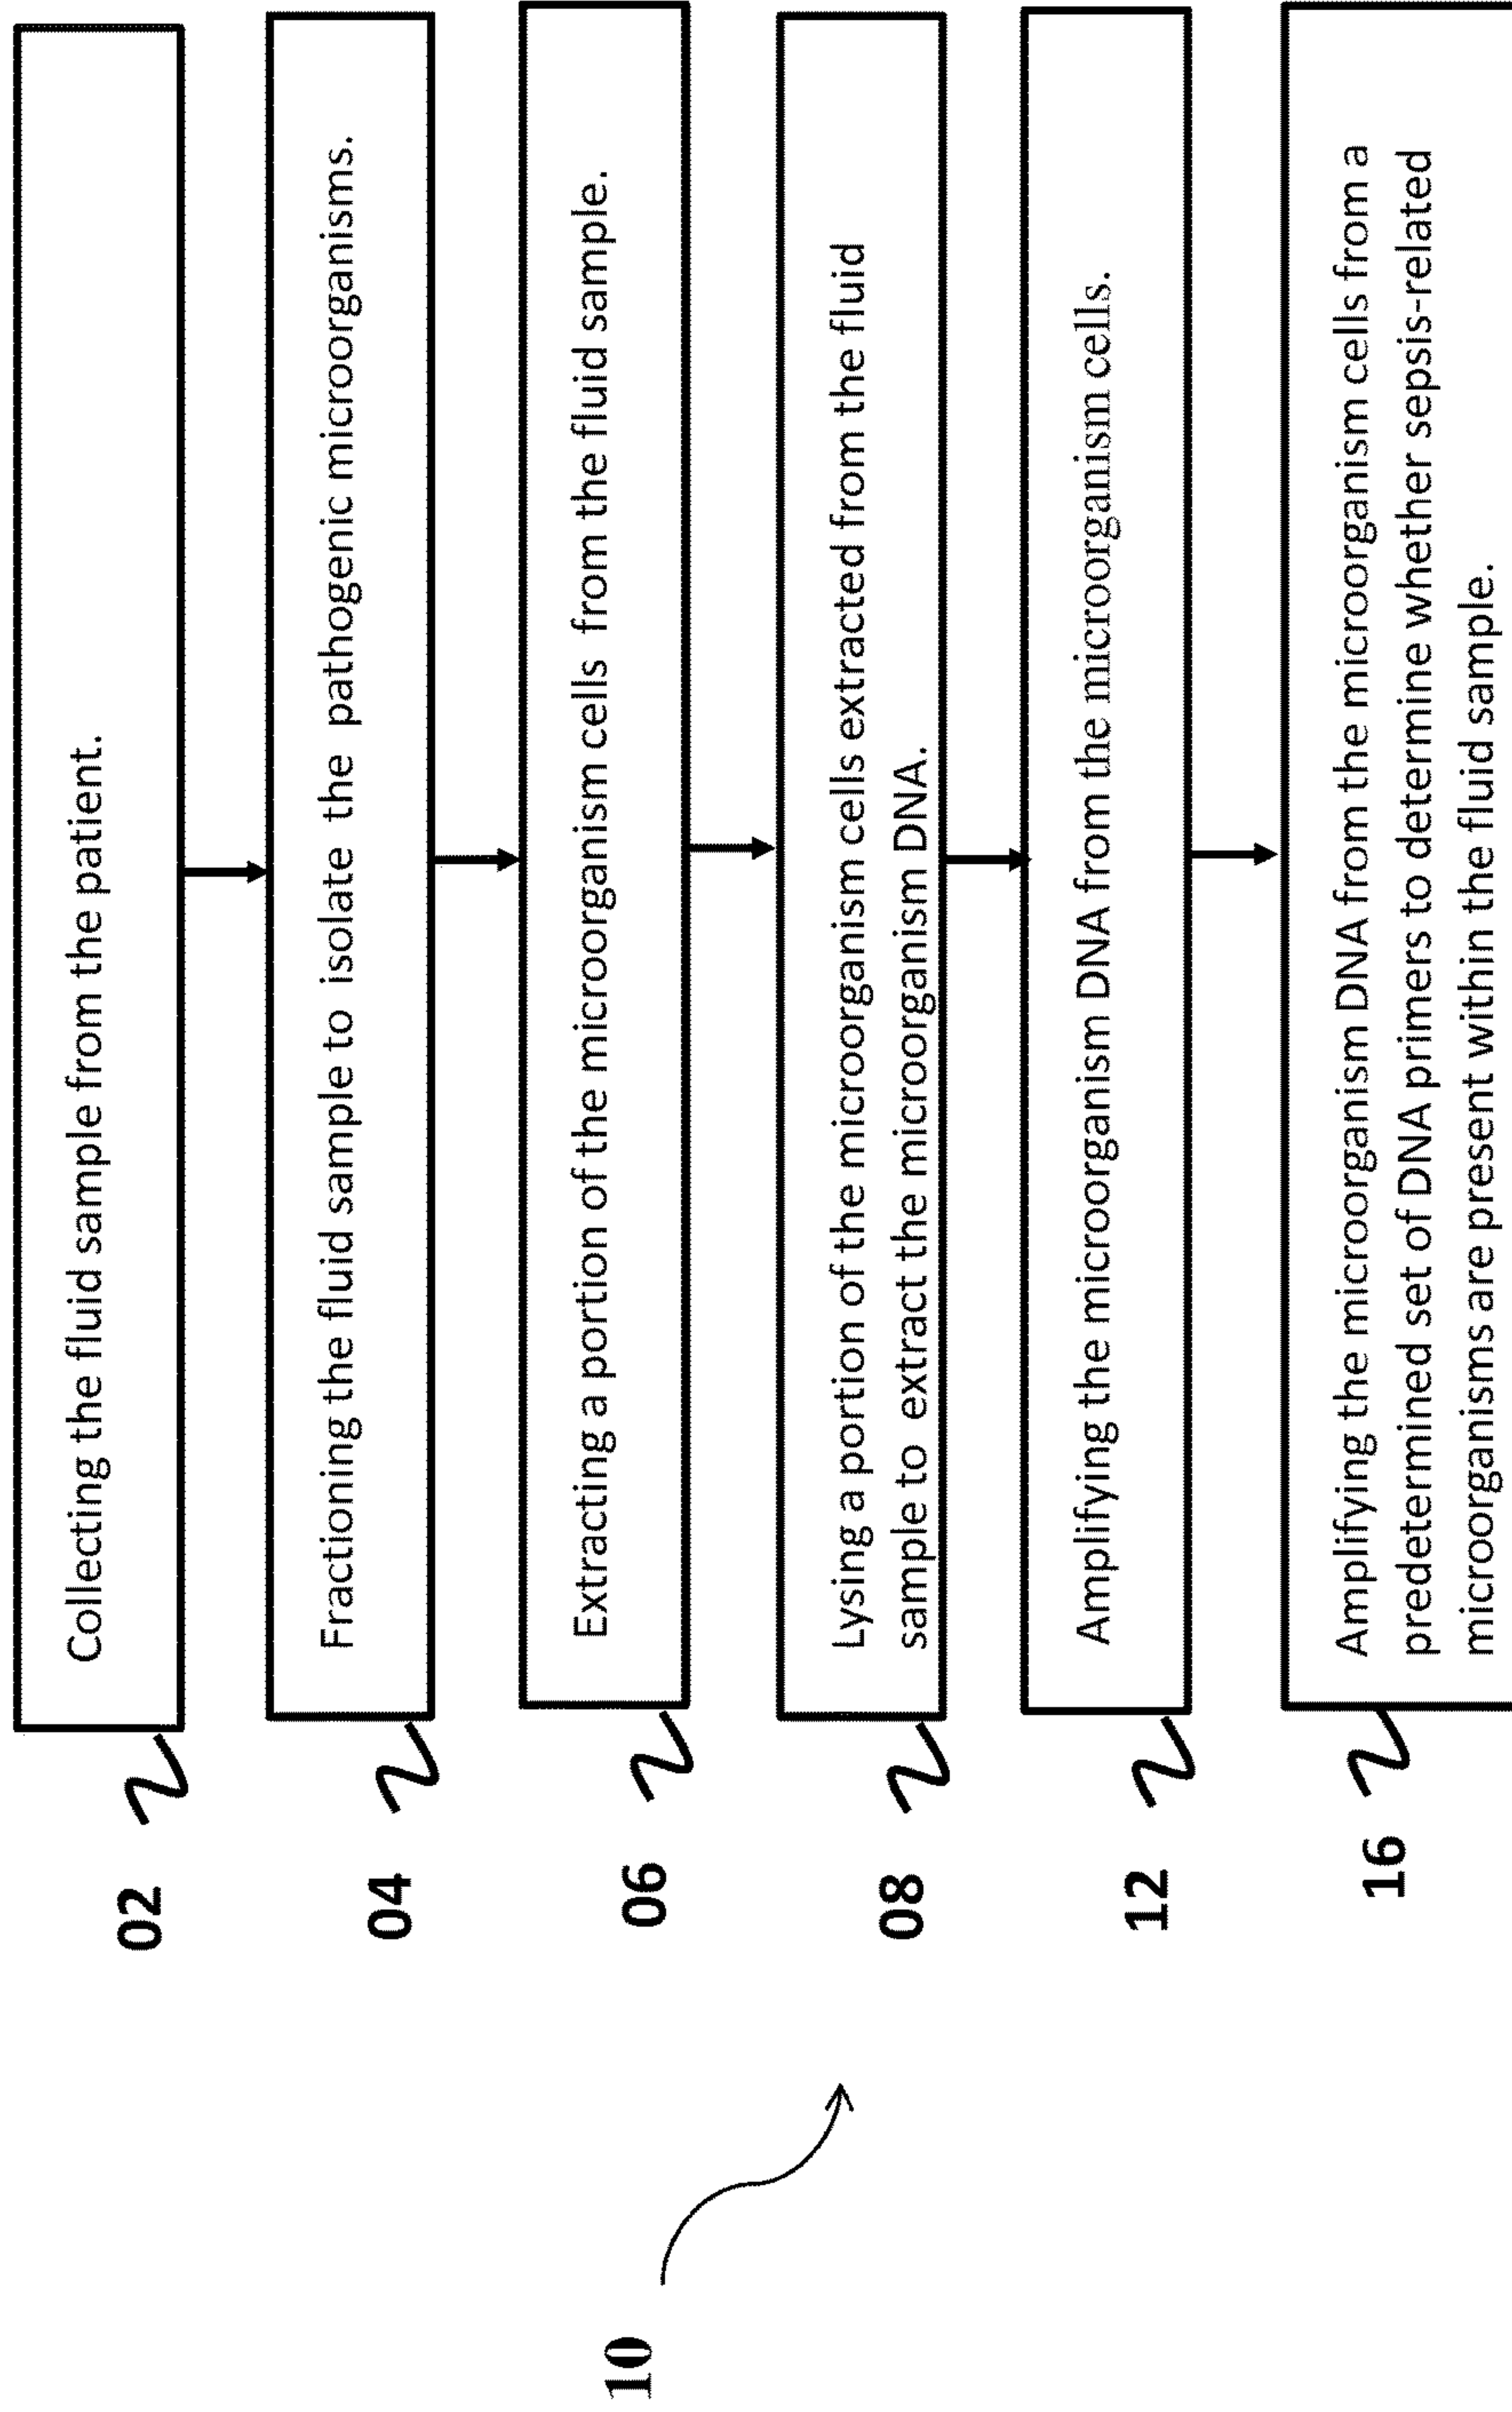 10
02
Collecting the fluid sample from the patient.
04
Fractioning the fluid sample to isolate the pathogenic microorganisms.
06
Extracting a portion of the microorganism cells from the fluid sample.
08
Lysing a portion of the microorganism cells extracted from the fluid
sample to extract the microorganism DNA.
12
Amplifying the microorganism DNA from the microorganism cells.
16
Amplifying the microorganism DNA from the microorganism cells from a
predetermined set of DNA primers to determine whether sepsis-related
microorganisms are present within the fluid sample.